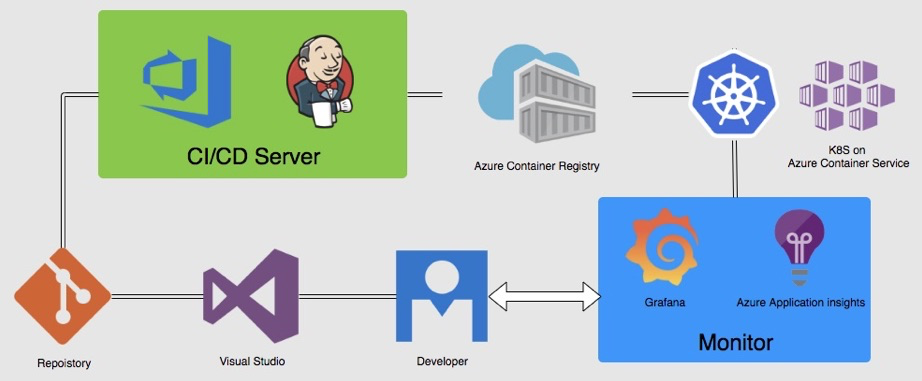 CI/CD Server
Azure Container Registry
K8S on
Azure Container Service
Grafana
Azure Application insights
Monitor
Repoistory
Visual Studio
Developer